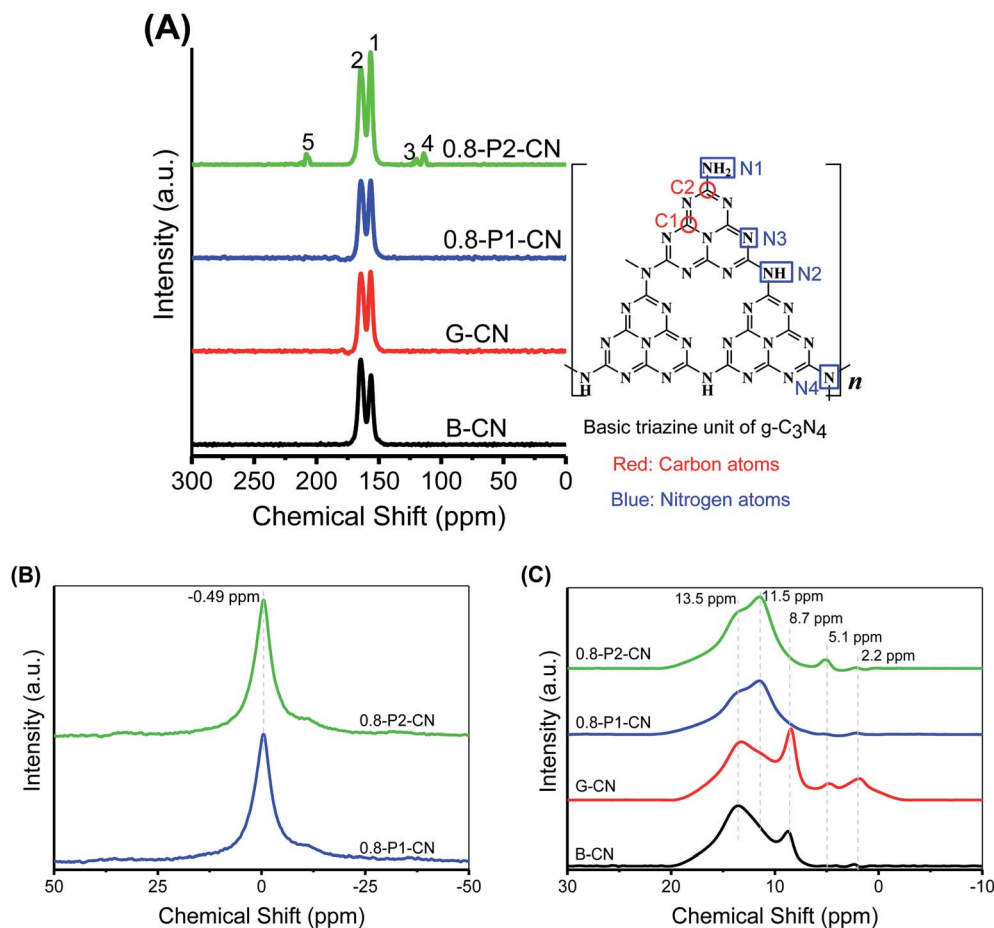 (A)
Intensity (a.u.)
1
2
5
3
4
0.8-P2-CN
0.8-P1-CN
G-CN
B-CN
300 250 200 150 100 50 0
Chemical Shift (ppm)
NH₂ N1
C2
N N
C1
N N N N3
N N N NH N2
N N N N
N N N N N N
N N N N N N N N N4
H H
n
Basic triazine unit of g-C₃N₄
Red: Carbon atoms
Blue: Nitrogen atoms
(B)
Intensity (a.u.)
-0.49 ppm
0.8-P2-CN
0.8-P1-CN
50 25 0 -25 -50
Chemical Shift (ppm)
(C)
Intensity (a.u.)
13.5 ppm
11.5 ppm
8.7 ppm
5.1 ppm
2.2 ppm
0.8-P2-CN
0.8-P1-CN
G-CN
B-CN
30 20 10 0 -10
Chemical Shift (ppm)